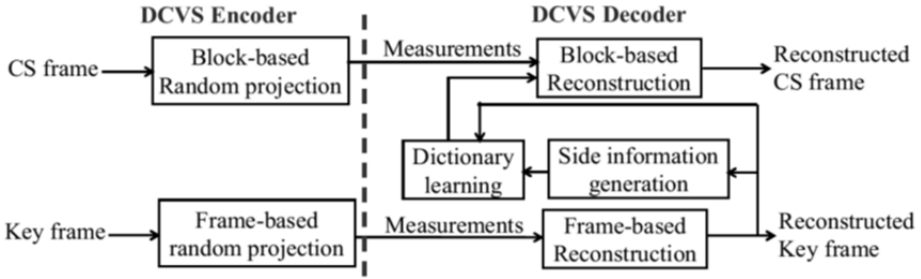 DCVS Encoder
DCVS Decoder
CS frame
Block-based
Random projection
Measurements
Block-based
Reconstruction
Reconstructed
CS frame
Dictionary
learning
Side information
generation
Key frame
Frame-based
random projection
Measurements
Frame-based
Reconstruction
Reconstructed
Key frame